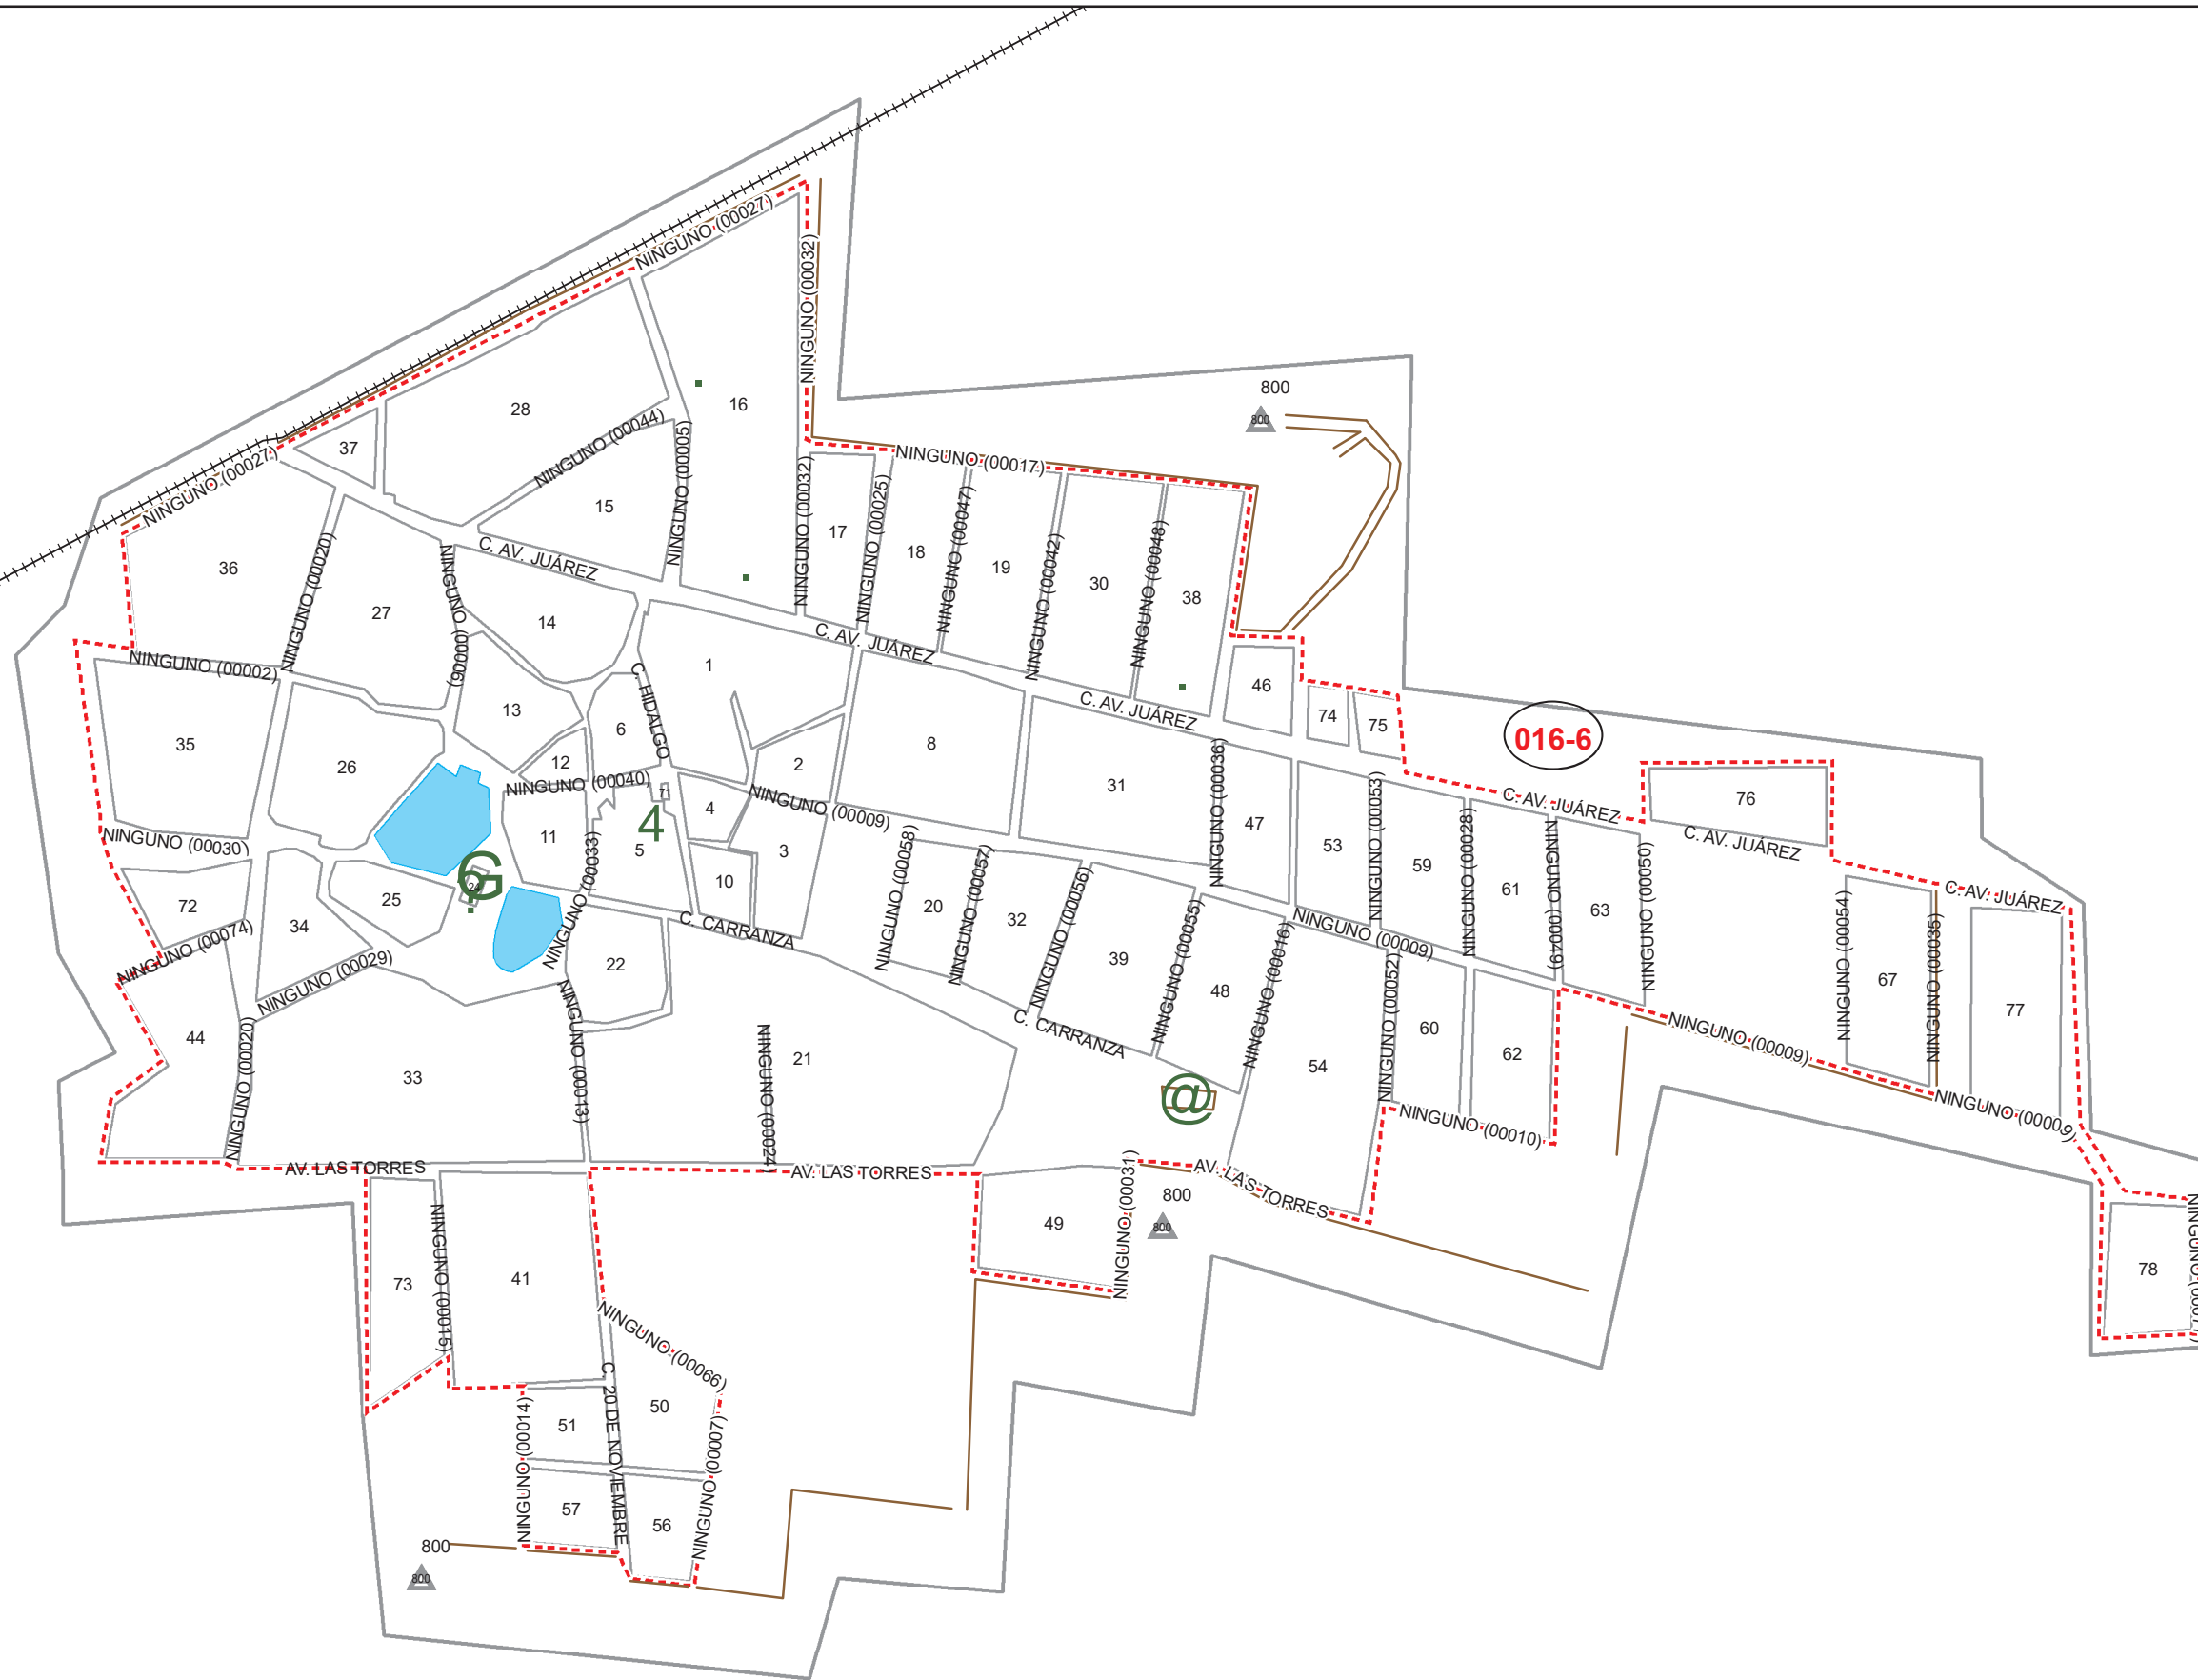 NINGUNO (00027)
NINGUNO (00032)
800
800
28
16
37
NINGUNO (00044)
NINGUNO (00005)
NINGUNO (00027)
NINGUNO (00017)
15
NINGUNO (00032)
17
NINGUNO (00025)
18
NINGUNO (00047)
19
NINGUNO (00042)
30
NINGUNO (00048)
38
36
NINGUNO (00020)
27
NINGUNO (00006)
C. AV. JUÁREZ
14
C. AV. JUÁREZ
1
NINGUNO (00002)
C. HIDALGO
46
C. AV. JUÁREZ
74
75
016-6
13
6
35
26
12
2
8
31
NINGUNO (00036)
NINGUNO (00040)
71
4
NINGUNO (00009)
47
53
NINGUNO (00053)
C. AV. JUÁREZ
76
C. AV. JUÁREZ
4
NINGUNO (00030)
11
NINGUNO (00033)
5
3
10
59
NINGUNO (00028)
61
NINGUNO (00049)
63
NINGUNO (00050)
G
24
25
72
34
NINGUNO (00058)
20
NINGUNO (00057)
32
NINGUNO (00056)
C. CARRANZA
NINGUNO (00009)
C. AV. JUÁREZ
NINGUNO (00074)
NINGUNO (00029)
22
39
NINGUNO (00055)
48
NINGUNO (00016)
NINGUNO (00052)
NINGUNO (00054)
67
NINGUNO (00035)
77
44
NINGUNO (00020)
33
NINGUNO (00013)
NINGUNO (00024)
21
C. CARRANZA
54
60
62
NINGUNO (00009)
@
NINGUNO (00010)
NINGUNO (00009)
AV. LAS TORRES
AV. LAS TORRES
AV. LAS TORRES
NINGUNO (00031)
800
800
49
73
NINGUNO (00015)
41
78
NINGUNO (00066)
50
NINGUNO (00007)
C. 20 DE NOVIEMBRE
51
NINGUNO (00014)
57
56
800
800